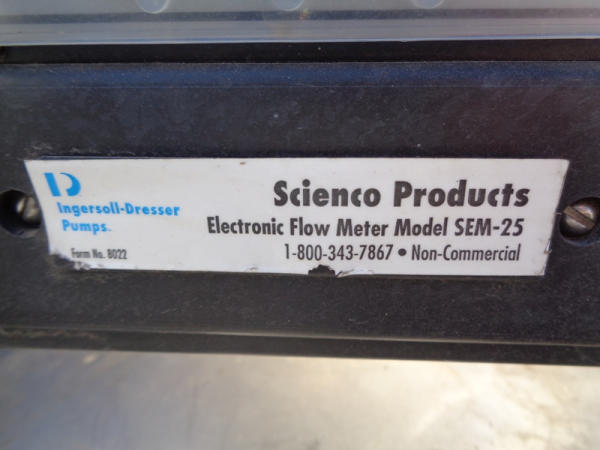 Ingersoll-Dresser
Pumps.
Form No. 8022
Scienco Products
Electronic Flow Meter Model SEM-25
1-800-343-7867 • Non-Commercial